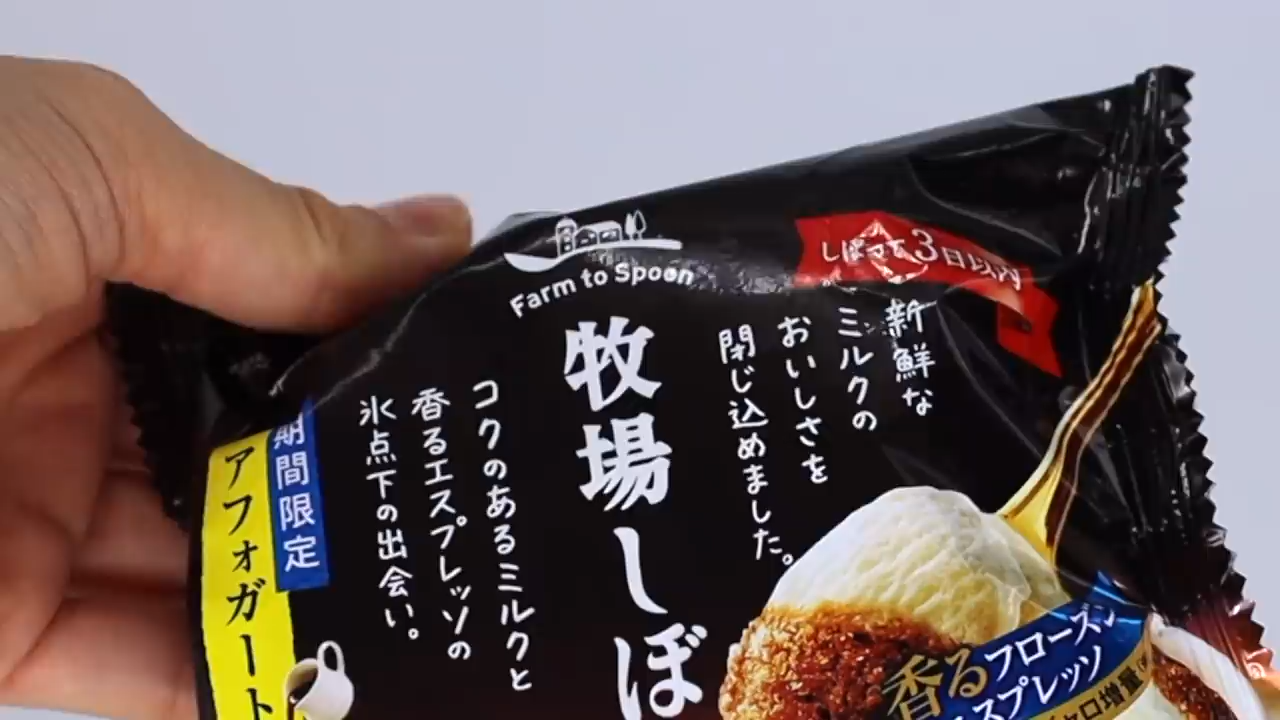 Farm to Spoon
しぼって3日以内
新鮮な
ミルクの
おいしさを
閉じ込めました。
牧場しぼ
コクのあるミルクと
香るエスプレッソの
氷点下の出会い。
期間限定
アフォガート
香るフローズン
スプレッソ
口増量